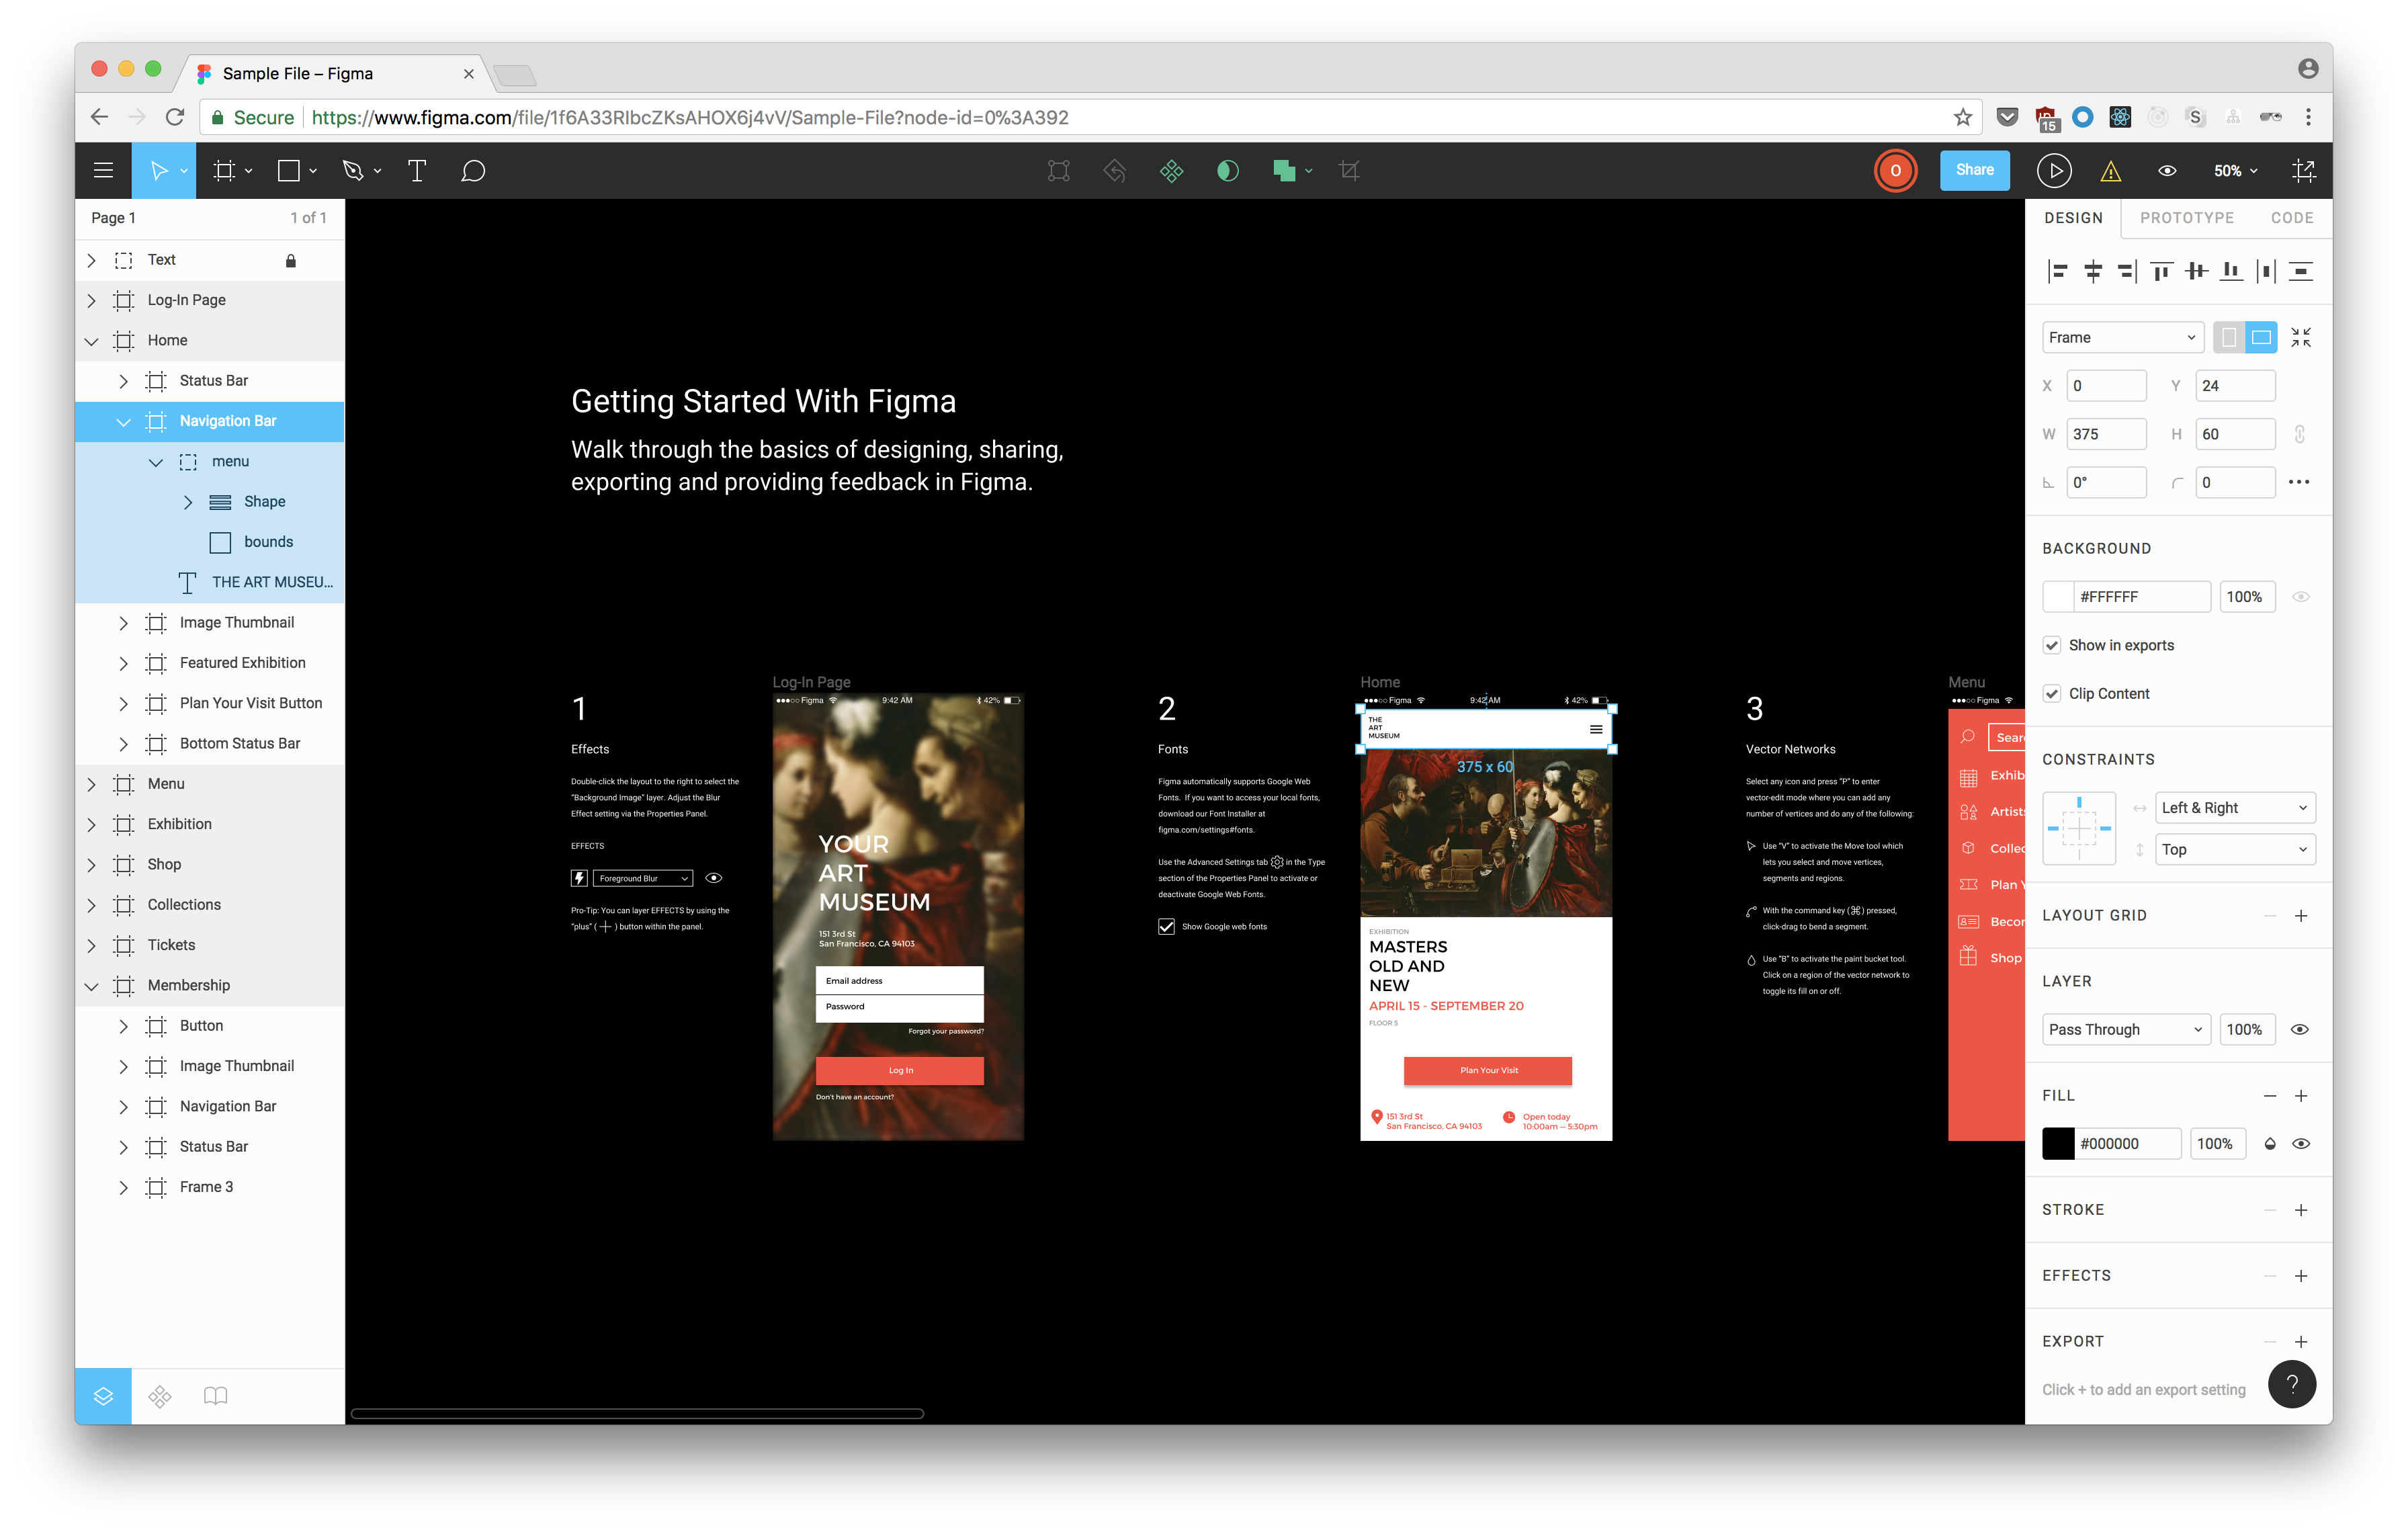 Sample File – Figma
Secure
https://www.figma.com/file/1f6A33RIbcZKsAHOX6j4vV/Sample-File?node-id=0%3A392
15
S
O
Share
50%
Page 1
1 of 1
Text
Log-In Page
Home
Status Bar
Navigation Bar
menu
Shape
bounds
THE ART MUSEU...
Image Thumbnail
Featured Exhibition
Plan Your Visit Button
Bottom Status Bar
Menu
Exhibition
Shop
Collections
Tickets
Membership
Button
Image Thumbnail
Navigation Bar
Status Bar
Frame 3
Getting Started With Figma
Walk through the basics of designing, sharing,
exporting and providing feedback in Figma.
1
Effects
Double-click the layout to the right to select the
“Background Image” layer. Adjust the Blur
Effect setting via the Properties Panel.
EFFECTS
Foreground Blur
Pro-Tip: You can layer EFFECTS by using the
“plus” ( + ) button within the panel.
Log-In Page
Figma
9:42 AM
42%
YOUR
ART
MUSEUM
151 3rd St
San Francisco, CA 94103
Email address
Password
Forgot your password?
Log In
Don't have an account?
2
Fonts
Figma automatically supports Google Web
Fonts. If you want to access your local fonts,
download our Font Installer at
figma.com/settings#fonts.
Use the Advanced Settings tab in the Type
section of the Properties Panel to activate or
deactivate Google Web Fonts.
Show Google web fonts
Home
Figma
9:42 AM
42%
THE
ART
MUSEUM
375 x 60
EXHIBITION
MASTERS
OLD AND
NEW
APRIL 15 - SEPTEMBER 20
FLOOR 5
Plan Your Visit
151 3rd St
San Francisco, CA 94103
Open today
10:00am — 5:30pm
3
Vector Networks
Select any icon and press “P” to enter
vector-edit mode where you can add any
number of vertices and do any of the following:
Use “V” to activate the Move tool which
lets you select and move vertices,
segments and regions.
With the command key (⌘) pressed,
click-drag to bend a segment.
Use “B” to activate the paint bucket tool.
Click on a region of the vector network to
toggle its fill on or off.
Menu
Figma
Sear
Exhib
Artists
Collec
Plan Y
Becor
Shop
DESIGN
PROTOTYPE
CODE
Frame
X 0
Y 24
W 375
H 60
0°
0
BACKGROUND
#FFFFFF
100%
Show in exports
Clip Content
CONSTRAINTS
Left & Right
Top
LAYOUT GRID
LAYER
Pass Through
100%
FILL
#000000
100%
STROKE
EFFECTS
EXPORT
Click + to add an export setting
?